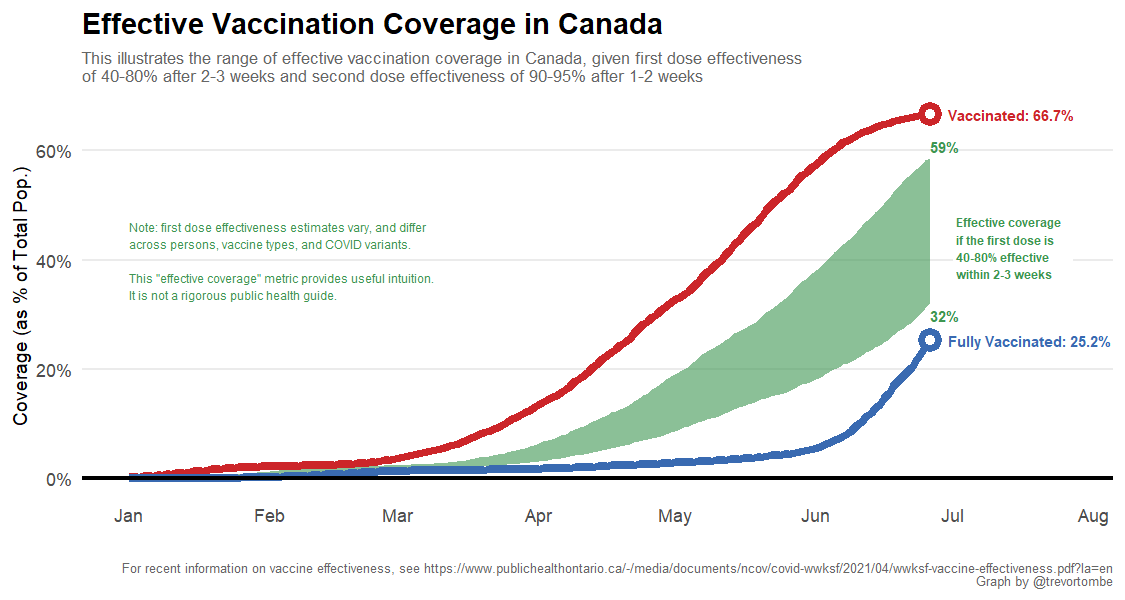 Effective Vaccination Coverage in Canada
This illustrates the range of effective vaccination coverage in Canada, given first dose effectiveness
of 40-80% after 2-3 weeks and second dose effectiveness of 90-95% after 1-2 weeks
Coverage (as % of Total Pop.)
60%
40%
20%
0%
Note: first dose effectiveness estimates vary, and differ
across persons, vaccine types, and COVID variants.
This "effective coverage" metric provides useful intuition.
It is not a rigorous public health guide.
Vaccinated: 66.7%
59%
Effective coverage
if the first dose is
40-80% effective
within 2-3 weeks
32%
Fully Vaccinated: 25.2%
Jan
Feb
Mar
Apr
May
Jun
Jul
Aug
For recent information on vaccine effectiveness, see https://www.publichealthontario.ca/-/media/documents/ncov/covid-wwksf/2021/04/wwksf-vaccine-effectiveness.pdf?la=en
Graph by @trevortombe